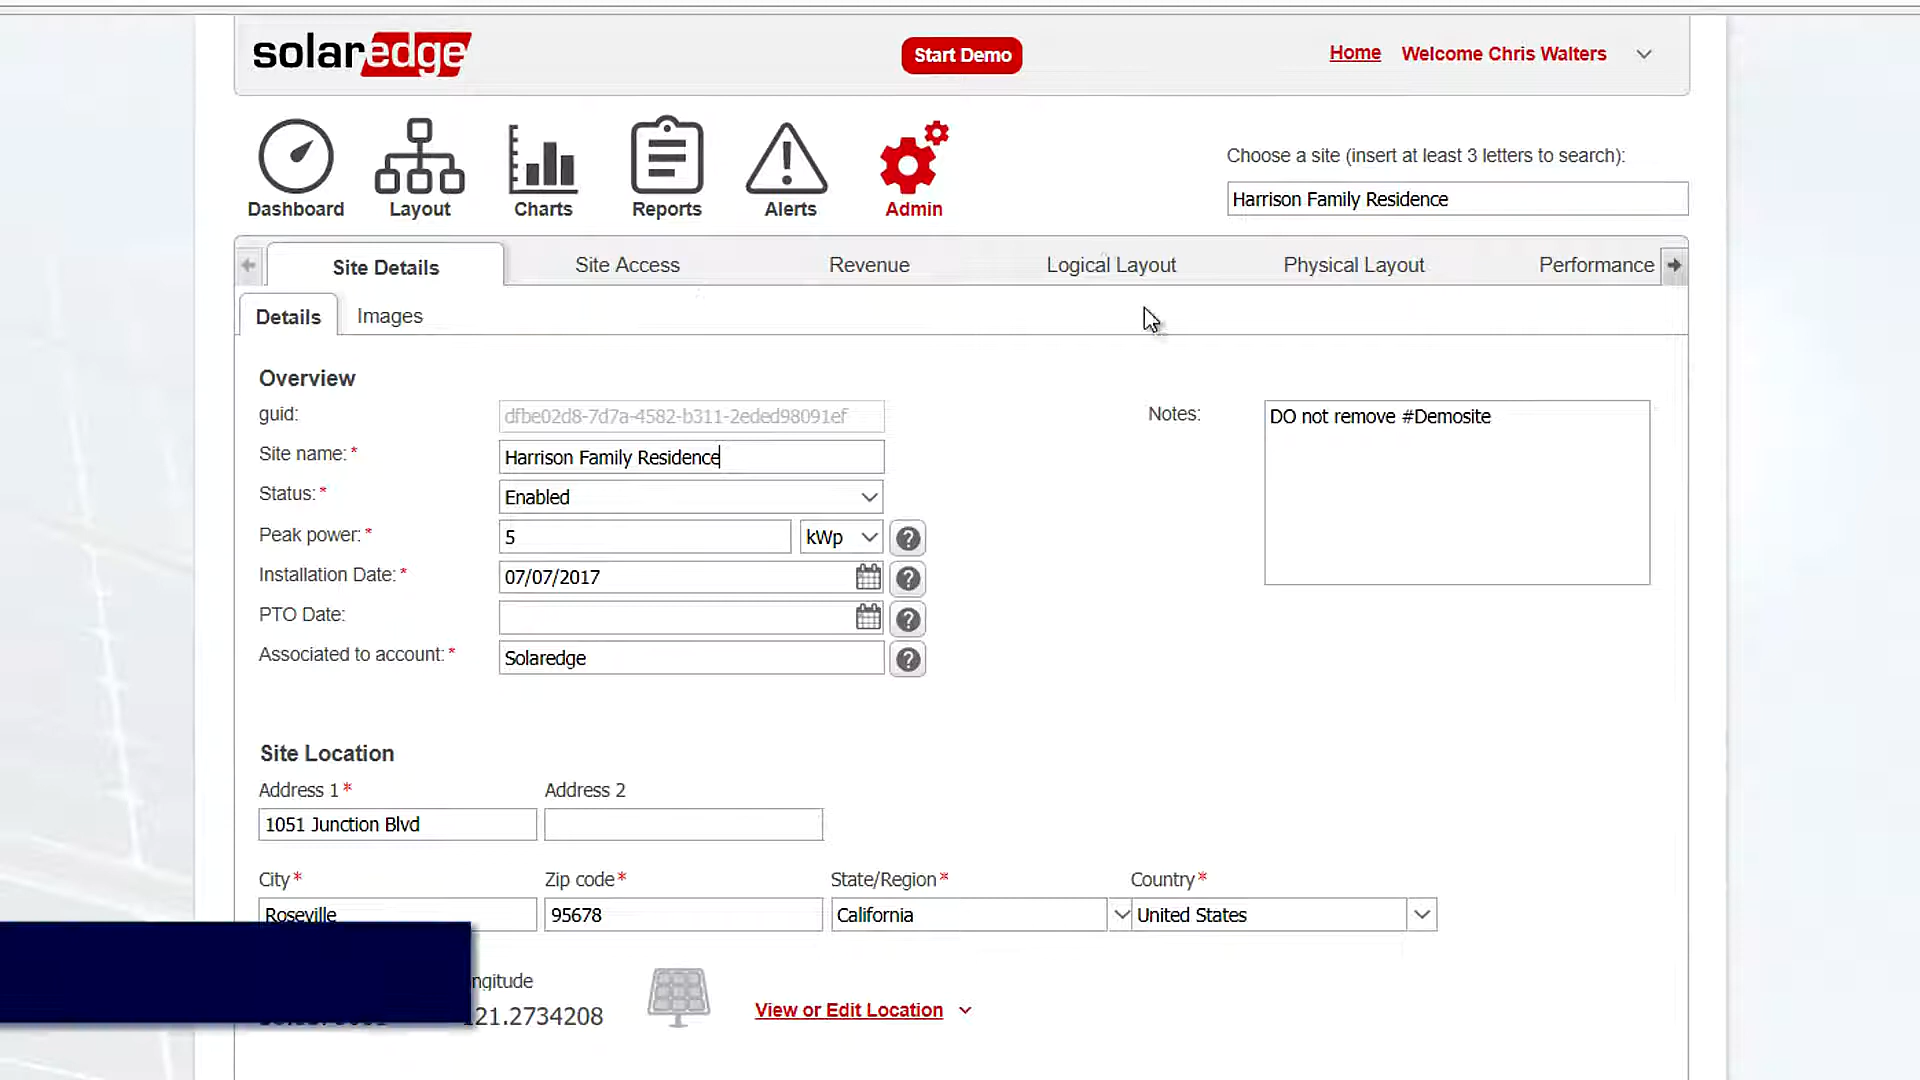 solaredge
Start Demo
Home Welcome Chris Walters
Dashboard Layout Charts Reports Alerts Admin
Choose a site (insert at least 3 letters to search):
Harrison Family Residence
Site Details Site Access Revenue Logical Layout Physical Layout Performance
Details Images
Overview
guid: dfbe02d8-7d7a-4582-b311-2eded98091ef
Notes: DO not remove #Demosite
Site name:* Harrison Family Residence
Status:* Enabled
Peak power:* 5 kWp
Installation Date:* 07/07/2017
PTO Date:
Associated to account:* Solaredge
Site Location
Address 1* Address 2
1051 Junction Blvd
City* Zip code* State/Region* Country*
Roseville 95678 California United States
ngitude
121.2734208
View or Edit Location